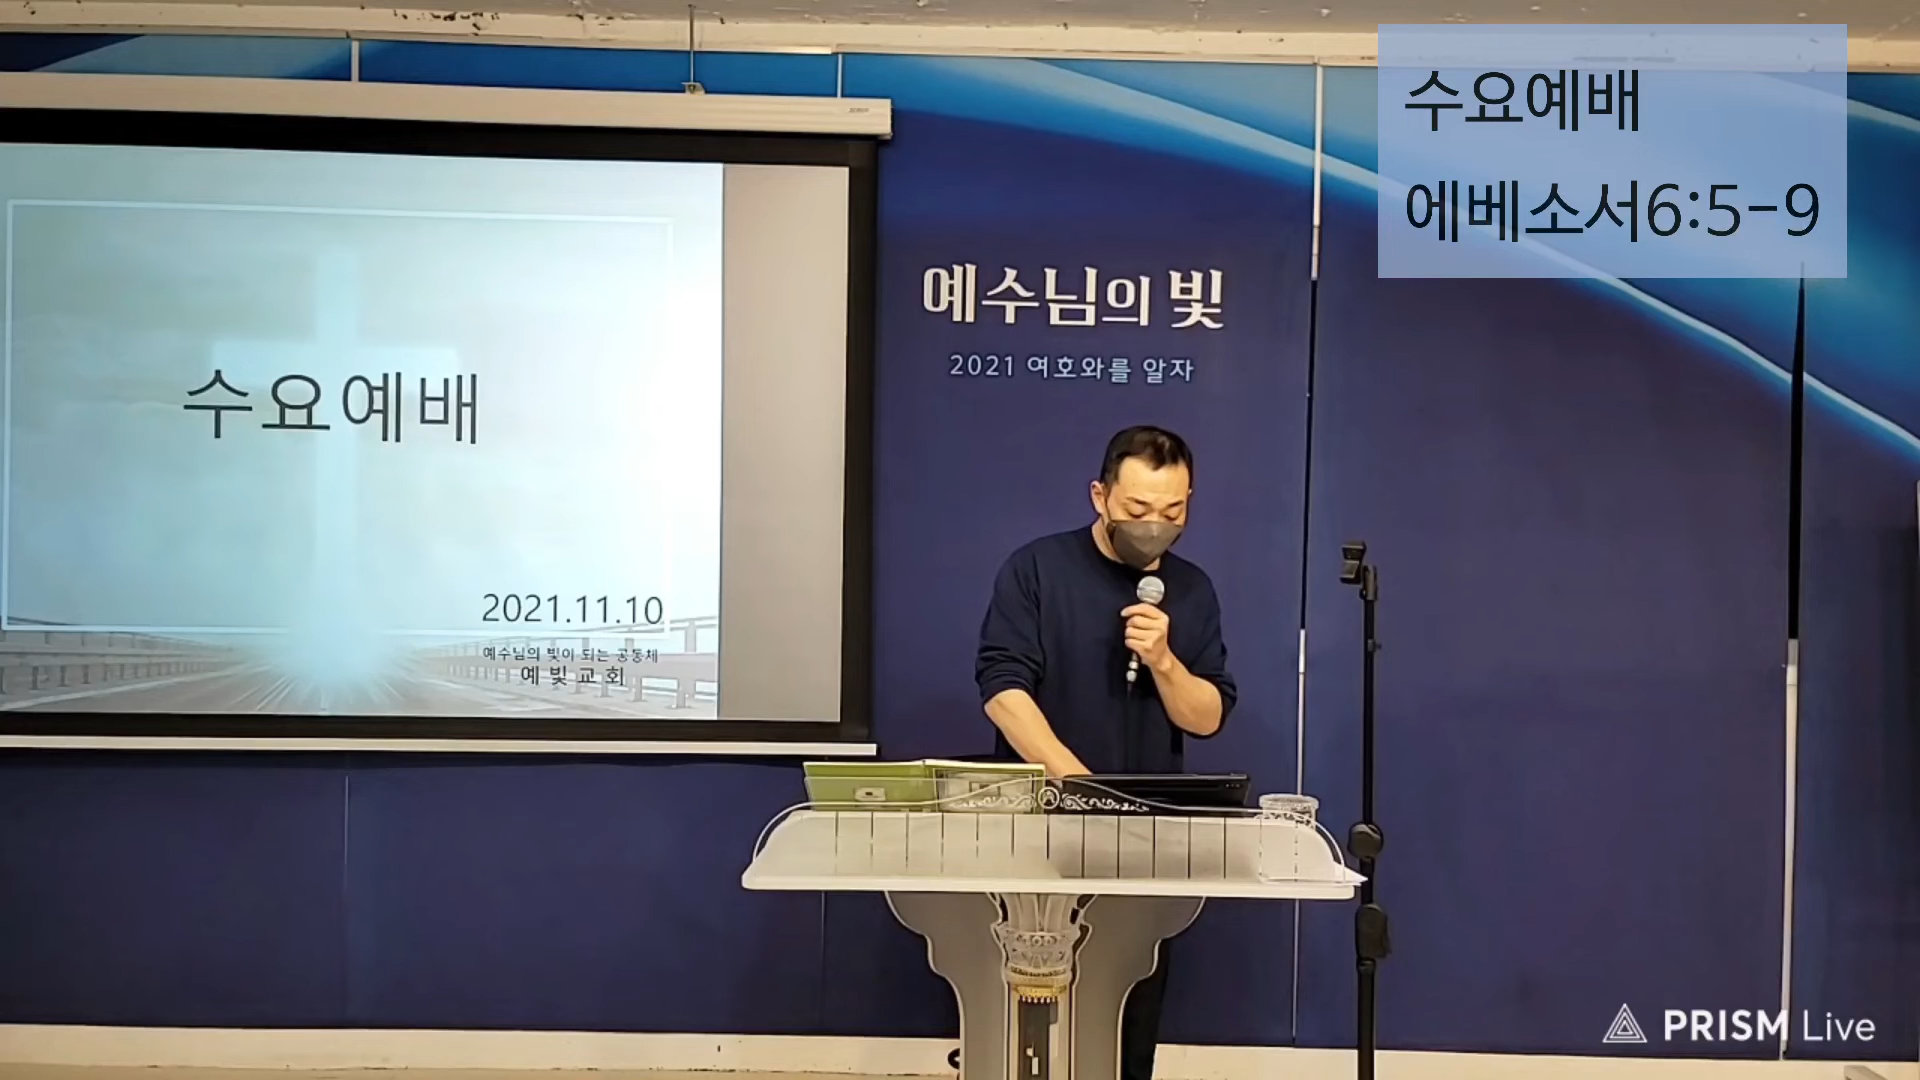 수요예배
에베소서6:5-9
예수님의 빛
2021 여호와를 알자
수요예배
2021.11.10
예수님의 빛이 되는 공동체
예빛교회
PRISM Live